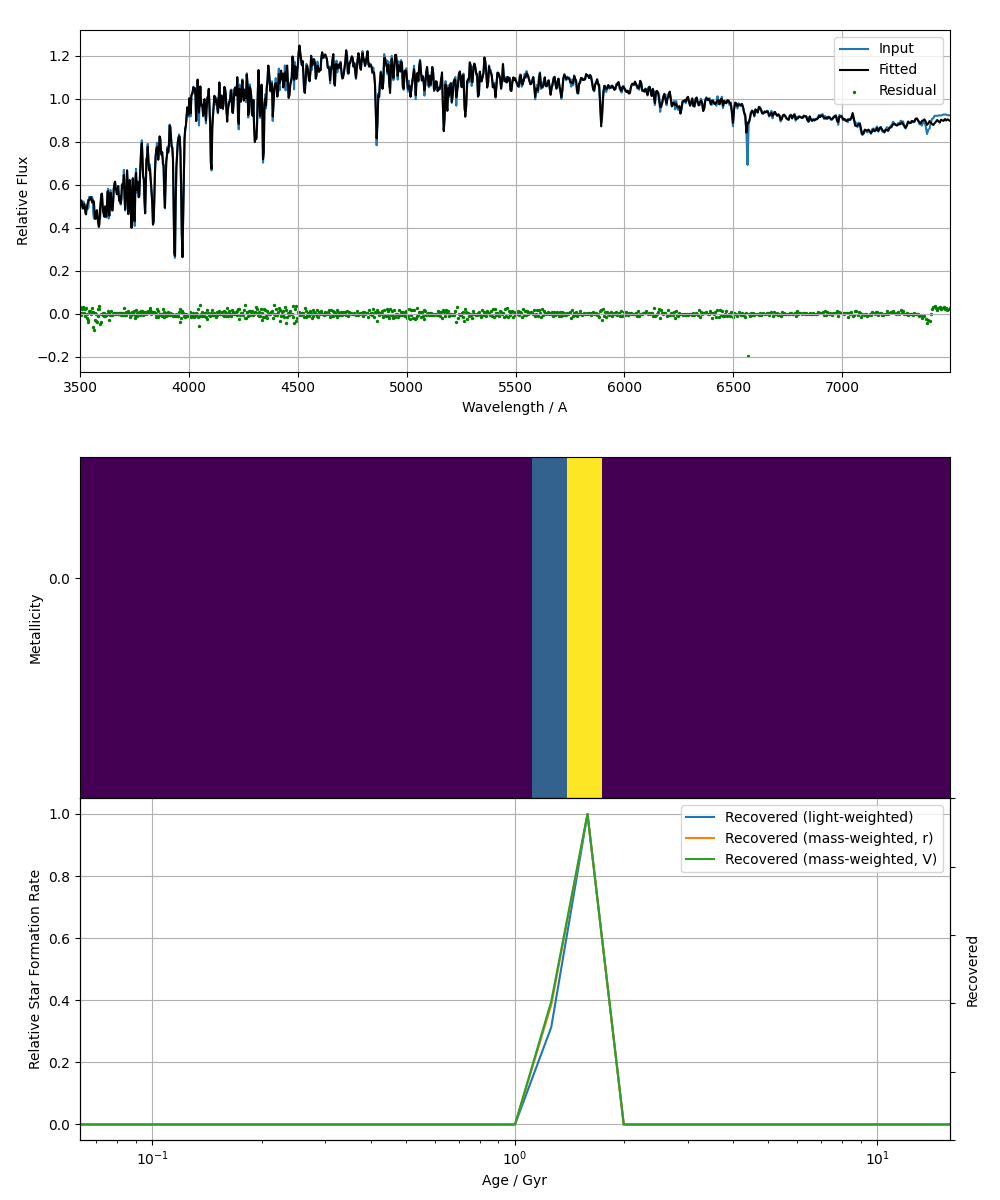 1.2
1.0
0.8
0.6
0.4
0.2
0.0
−0.2
Relative Flux
Input
Fitted
Residual
3500 4000 4500 5000 5500 6000 6500 7000
Wavelength / A
0.0
Metallicity
1.0
0.8
0.6
0.4
0.2
0.0
Relative Star Formation Rate
Recovered (light-weighted)
Recovered (mass-weighted, r)
Recovered (mass-weighted, V)
Recovered
10⁻¹ 10⁰ 10¹
Age / Gyr